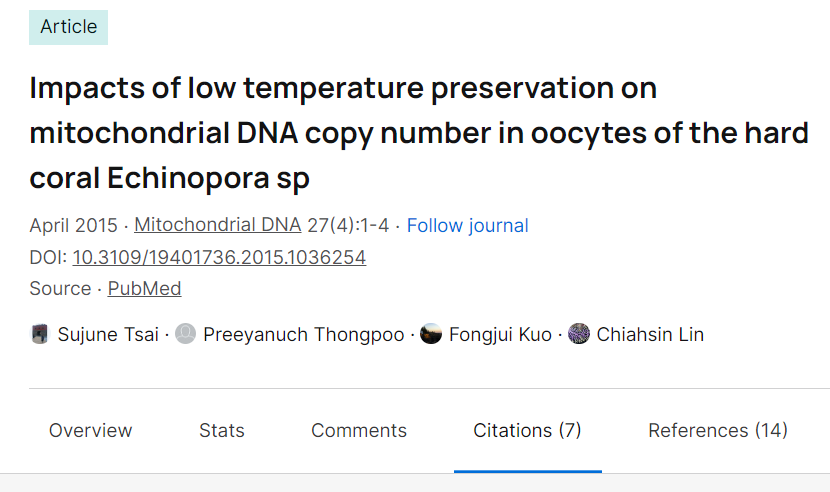 Article
Impacts of low temperature preservation on
mitochondrial DNA copy number in oocytes of the hard
coral Echinopora sp
April 2015 · Mitochondrial DNA 27(4):1-4 · Follow journal
DOI: 10.3109/19401736.2015.1036254
Source · PubMed
Sujune Tsai · Preeyanuch Thongpoo · Fongjui Kuo · Chiahsin Lin
Overview Stats Comments Citations (7) References (14)